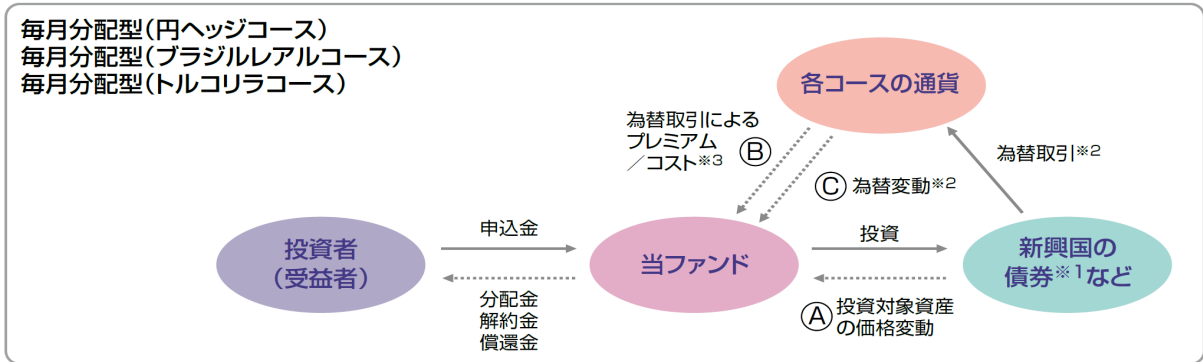 毎月分配型(円ヘッジコース)
毎月分配型(ブラジルレアルコース)
毎月分配型(トルコリラコース)
各コースの通貨
為替取引による
プレミアム
／コスト※3
Ⓑ
為替取引※2
Ⓒ 為替変動※2
投資者
(受益者)
申込金
分配金
解約金
償還金
当ファンド
投資
Ⓐ 投資対象資産
の価格変動
新興国の
債券※1など